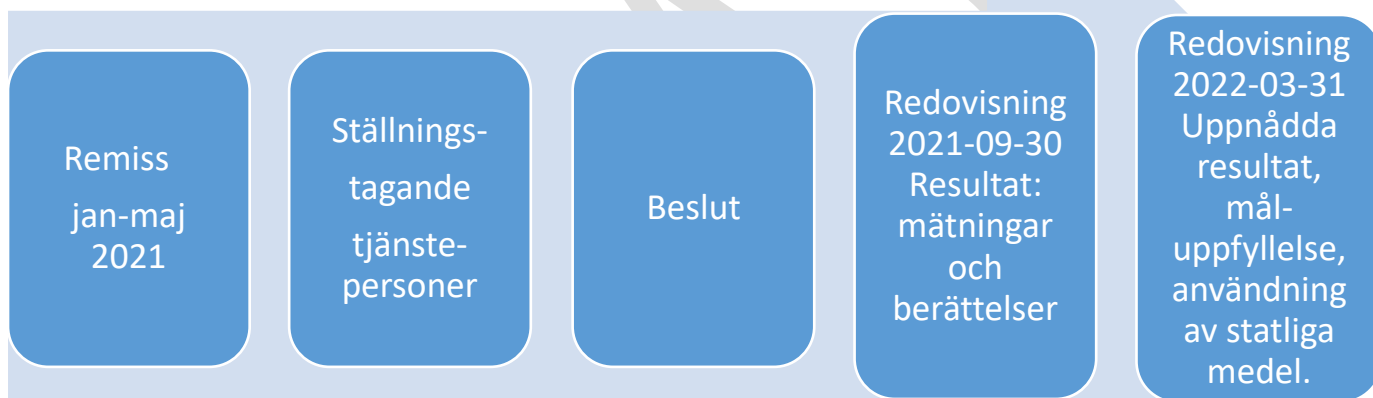 Remiss
jan-maj
2021
Ställnings-
tagande
tjänste-
personer
Beslut
Redovisning
2021-09-30
Resultat:
mätningar
och
berättelser
Redovisning
2022-03-31
Uppnådda
resultat,
mål-
uppfyllelse,
användning
av statliga
medel.